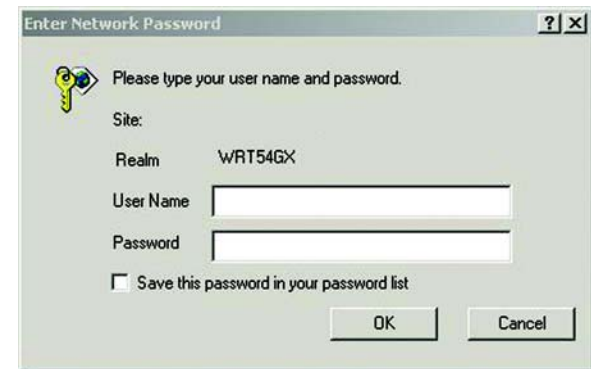 Enter Network Password
Please type your user name and password.
Site:
Realm WRT54GX
User Name
Password
Save this password in your password list
OK Cancel